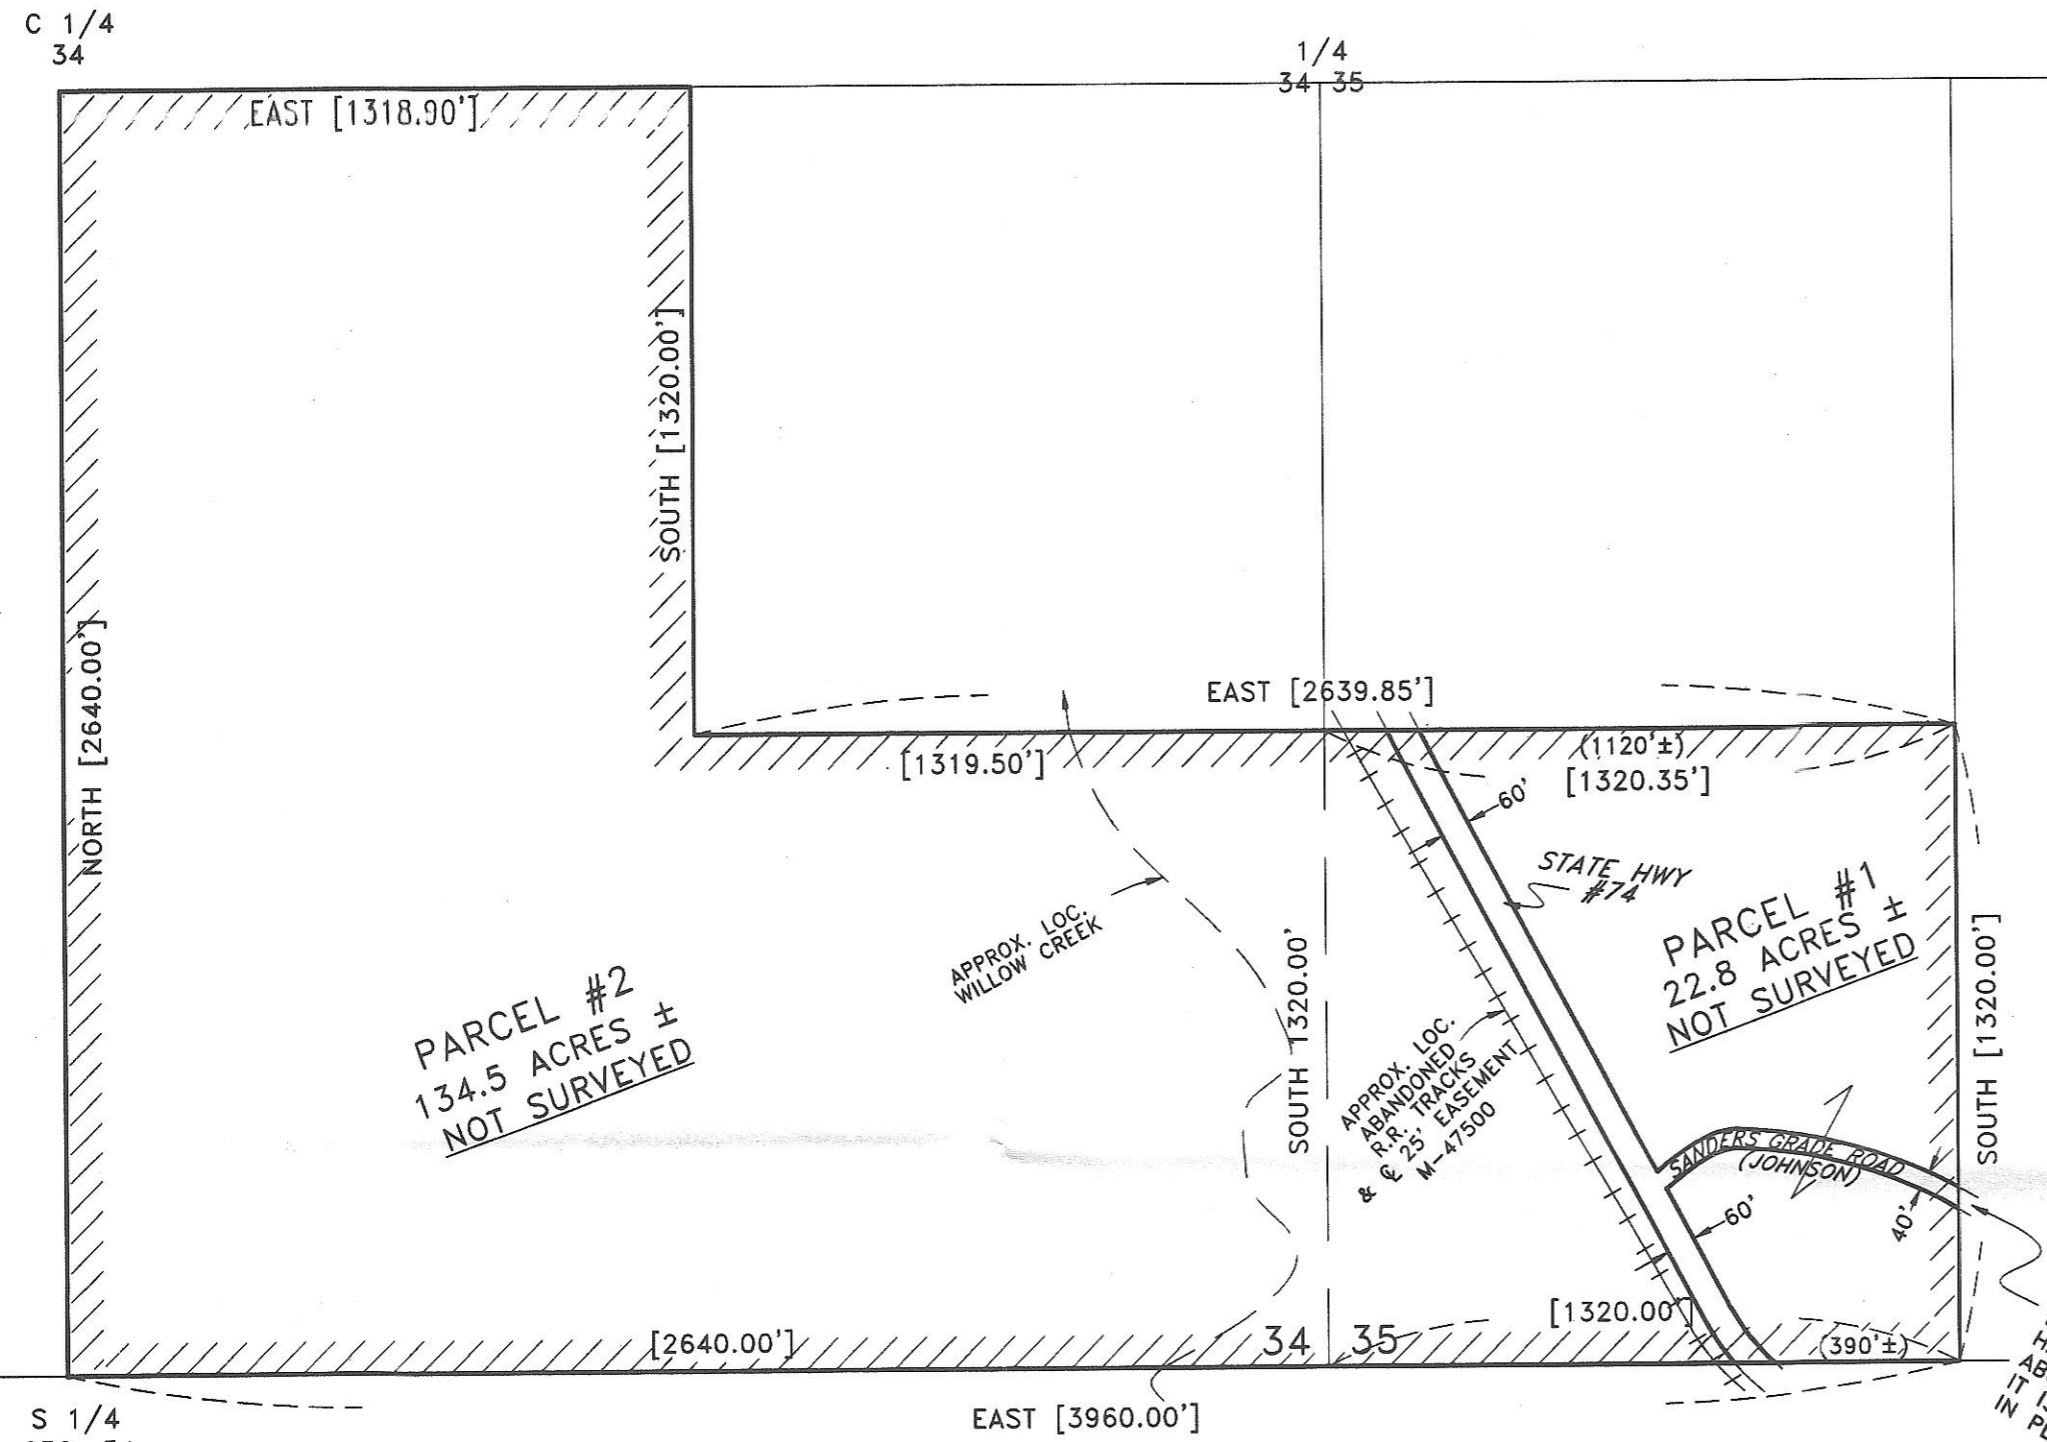 C 1/4
34
1/4
34 35
EAST [1318.90']
SOUTH [1320.00']
NORTH [2640.00']
EAST [2639.85']
[1319.50']
(1120'±)
[1320.35']
60'
STATE HWY
#74
PARCEL #1
22.8 ACRES ±
NOT SURVEYED
SOUTH [1320.00']
APPROX. LOC.
WILLOW CREEK
SOUTH 1320.00'
PARCEL #2
134.5 ACRES ±
NOT SURVEYED
APPROX. LOC.
ABANDONED
R.R. TRACKS
& ℄ 25' EASEMENT
M-47500
SANDERS GRADE ROAD
(JOHNSON)
60'
40'
[1320.00']
[2640.00']
34 35
(390'±)
EAST [3960.00']
S 1/4
IN